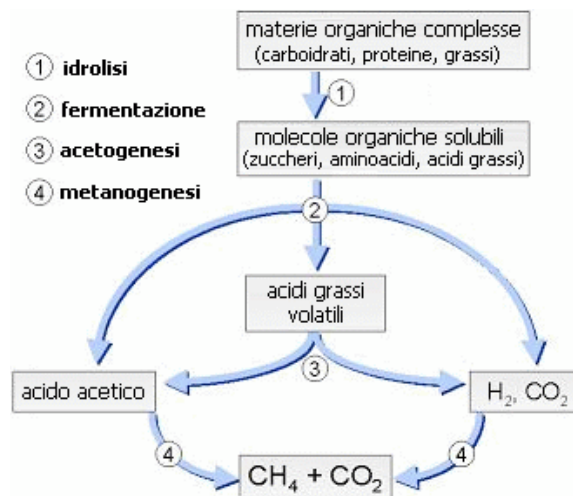 materie organiche complesse
(carboidrati, proteine, grassi)
1 idrolisi
2 fermentazione
3 acetogenesi
4 metanogenesi
1
molecole organiche solubili
(zuccheri, aminoacidi, acidi grassi)
2
acidi grassi
volatili
3
acido acetico
H₂, CO₂
4
4
CH₄ + CO₂